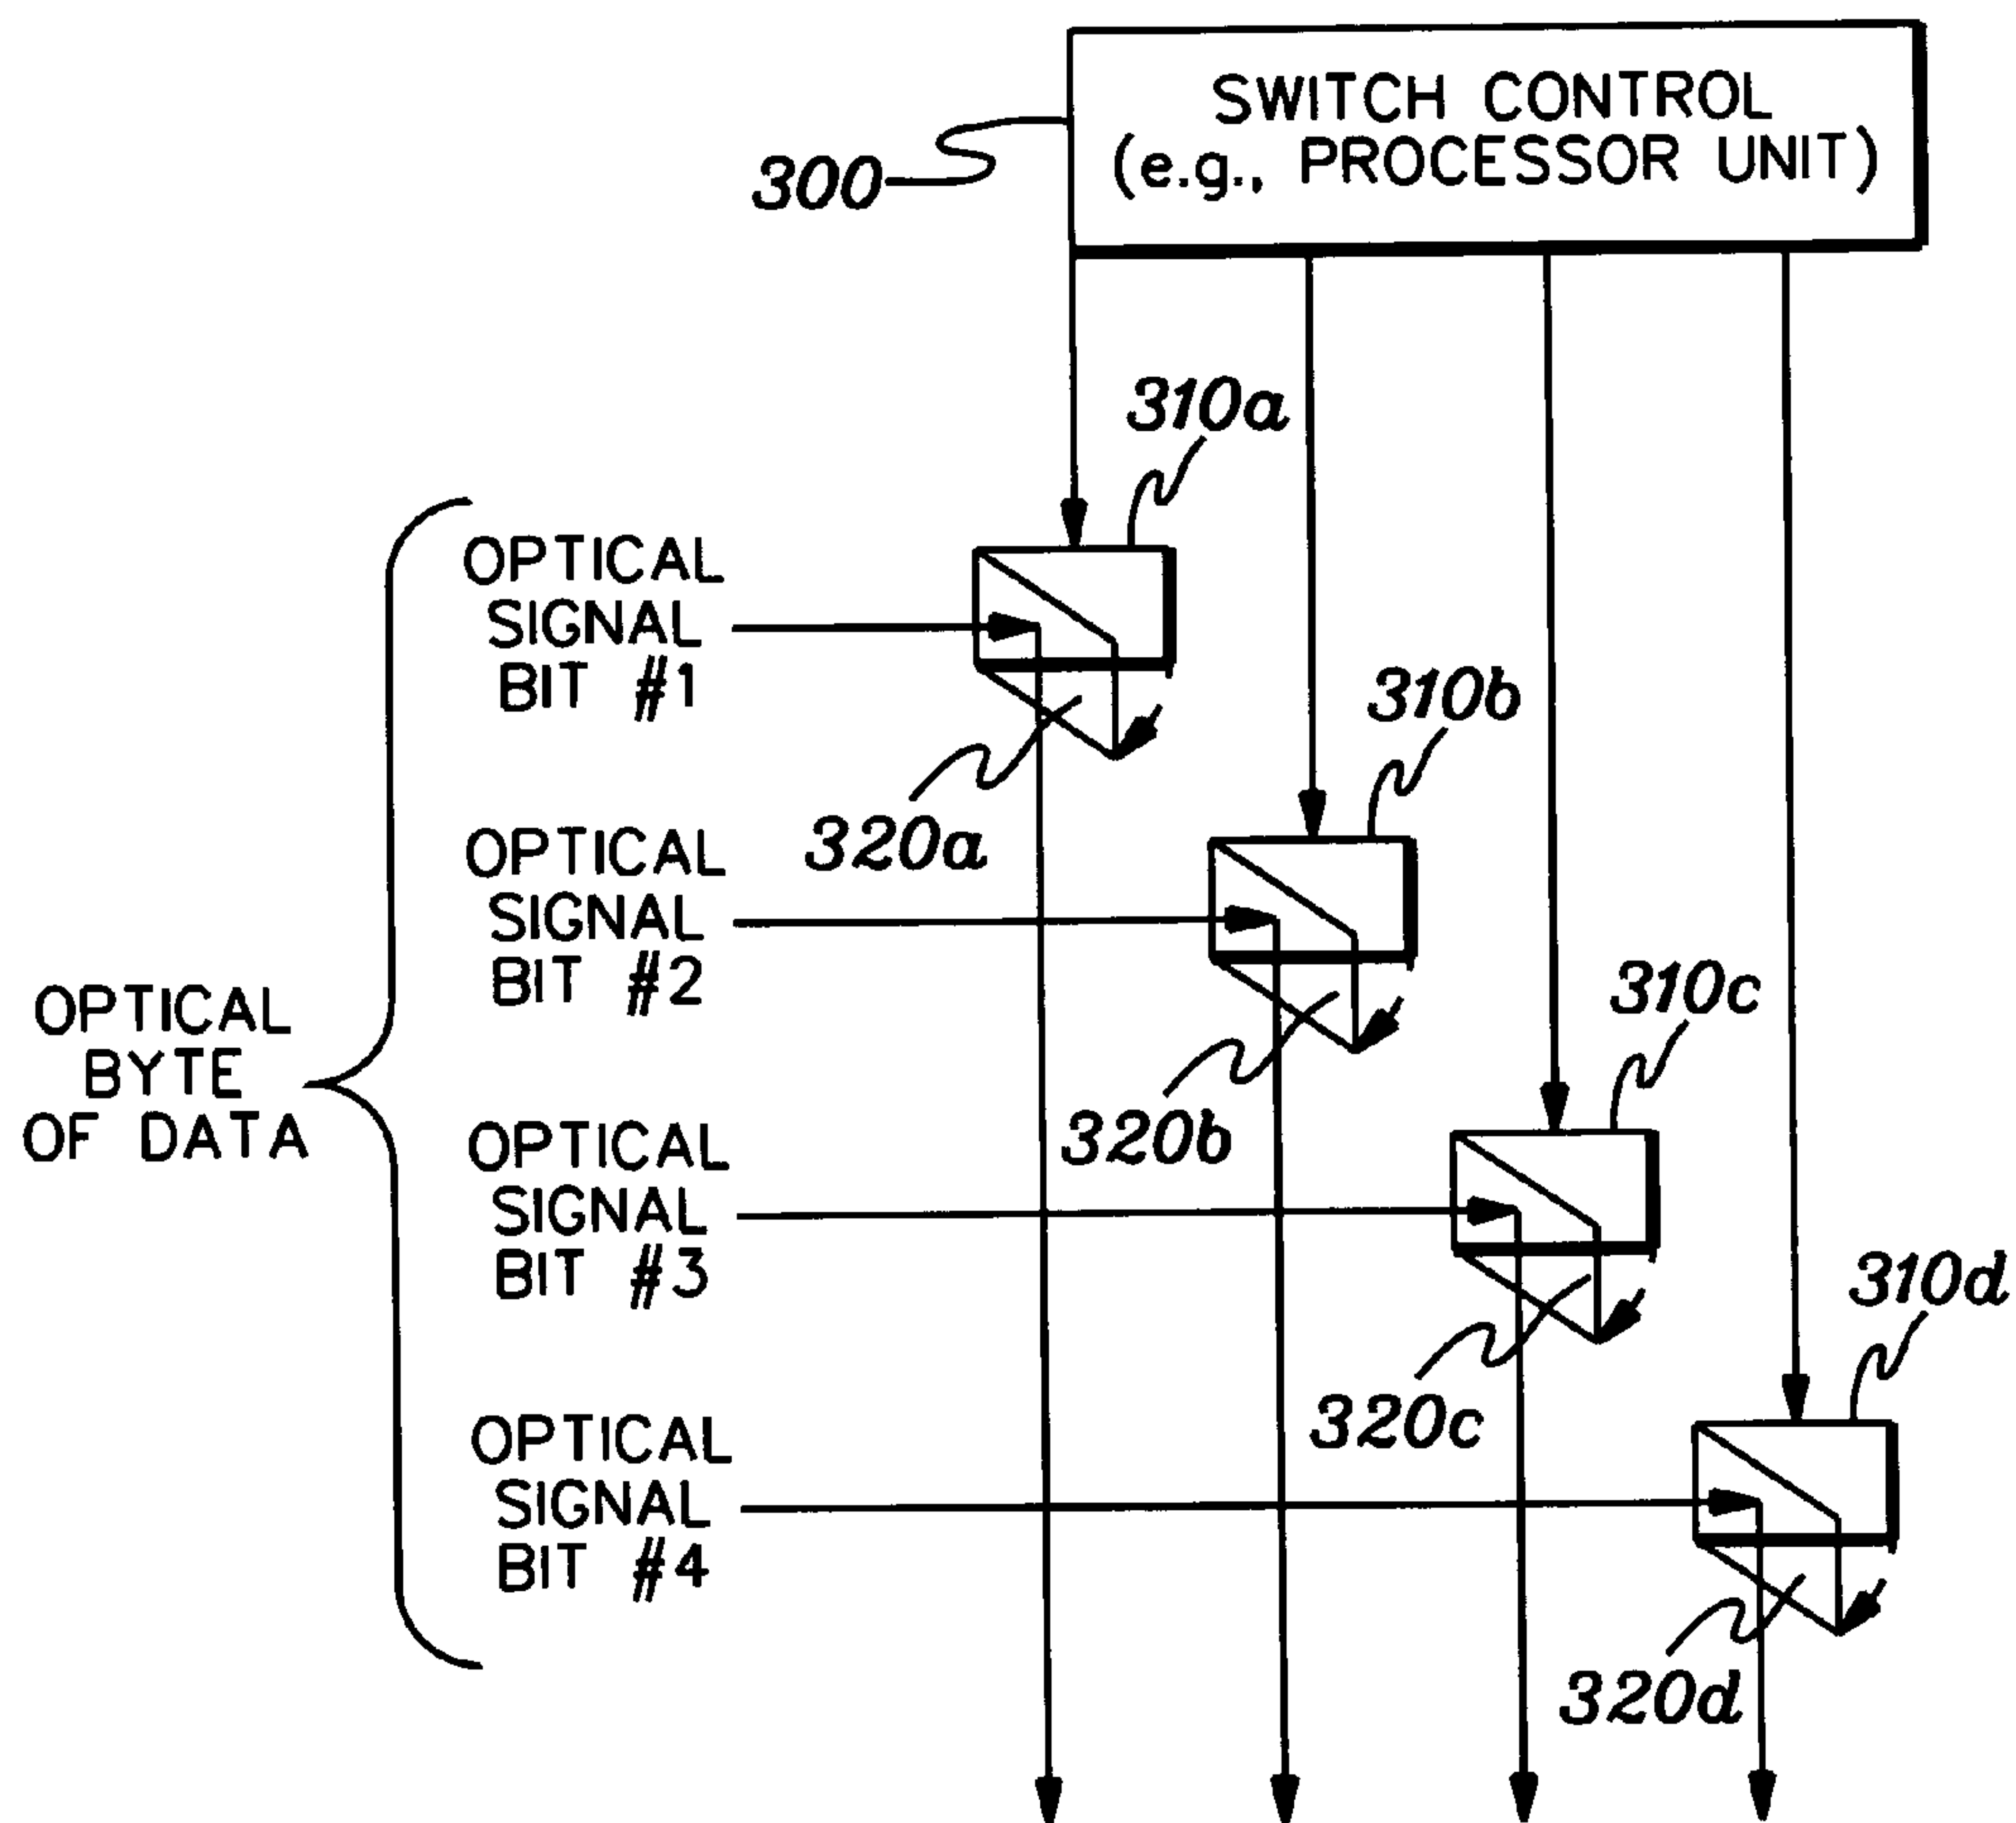 SWITCH CONTROL
(e.g., PROCESSOR UNIT)
300
310a
OPTICAL
SIGNAL
BIT #1
320a
310b
OPTICAL
SIGNAL
BIT #2
320b
OPTICAL
BYTE
OF DATA
310c
OPTICAL
SIGNAL
BIT #3
320c
310d
OPTICAL
SIGNAL
BIT #4
320d